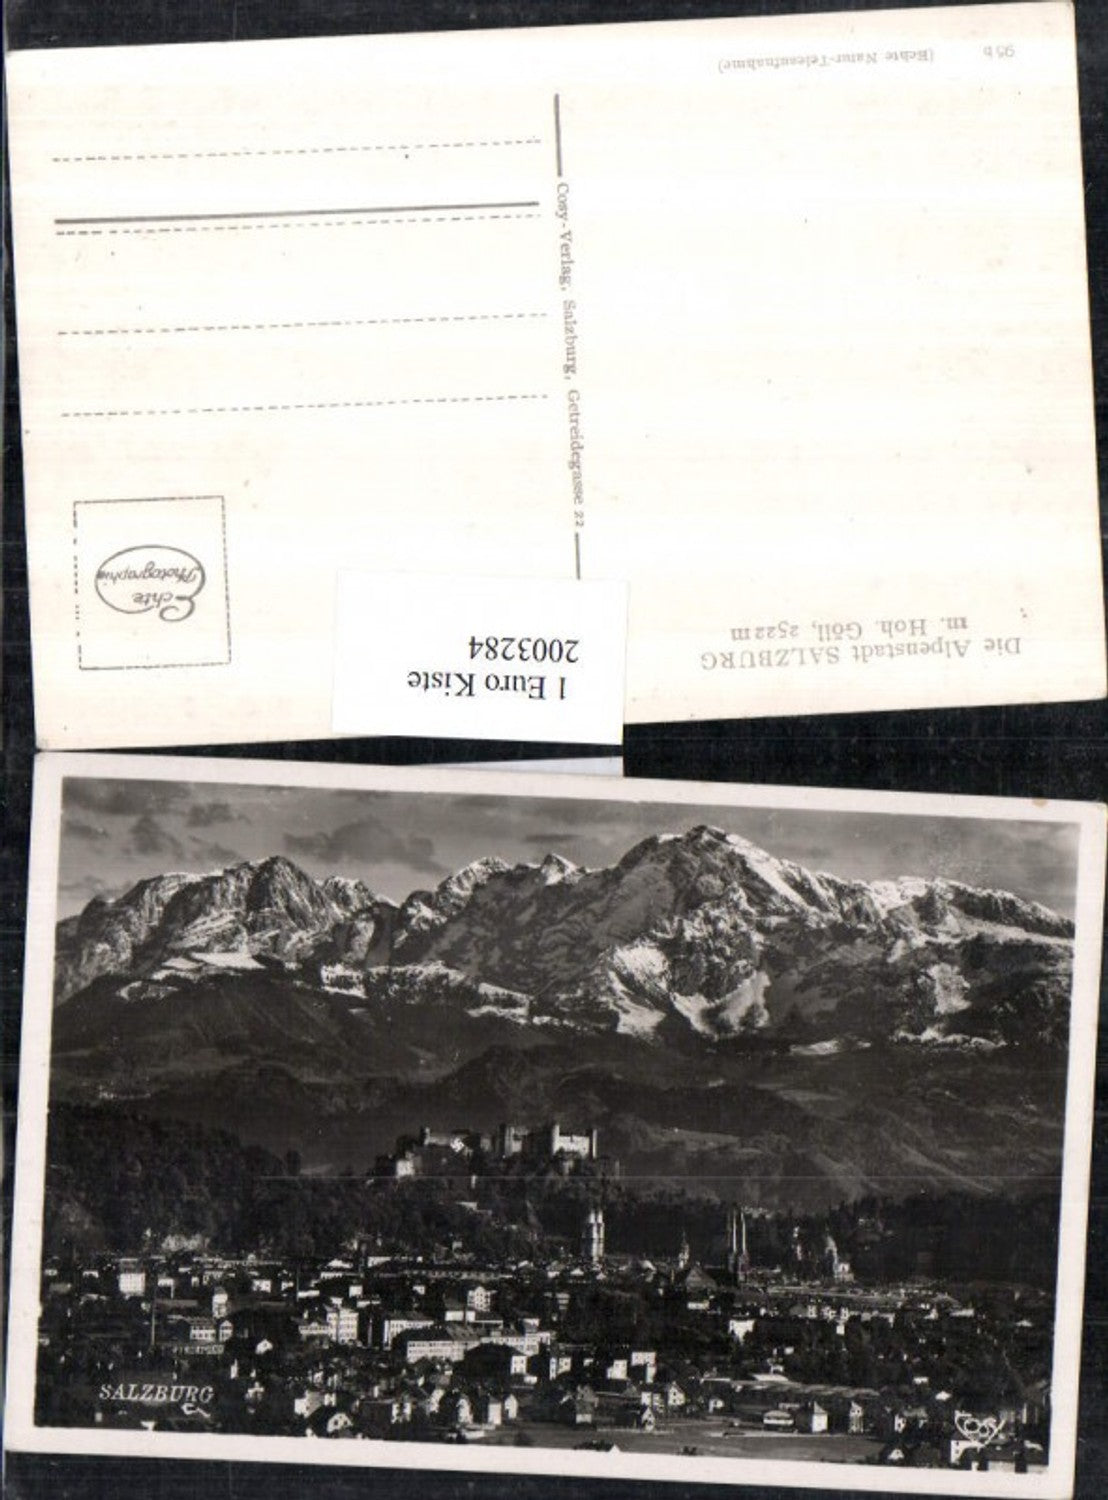 95 b (Echte Natur-Teleaufnahme)
Cosy-Verlag, Salzburg, Getreidegasse 22
Echte
Photographie
Die Alpenstadt SALZBURG
m. Hoh. Göll, 2522 m
1 Euro Kiste
2003284
SALZBURG
COSY